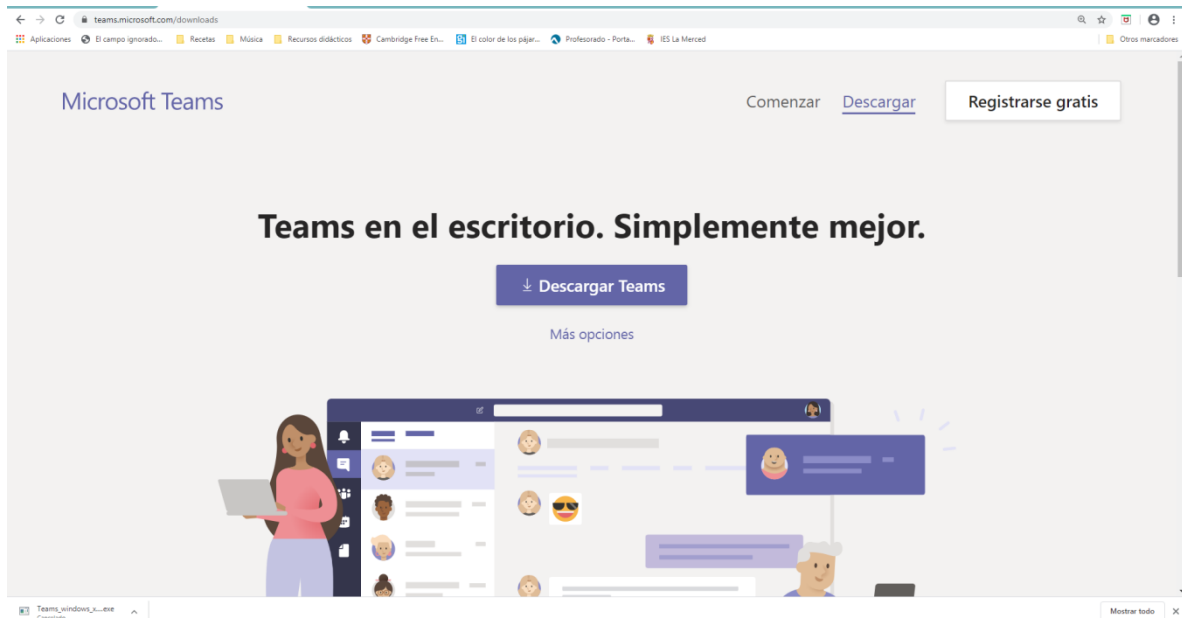 teams.microsoft.com/downloads
Aplicaciones El campo ignorado... Recetas Música Recursos didácticos Cambridge Free En... El color de los pájar... Profesorado - Porta... IES La Merced Otros marcadores
Microsoft Teams Comenzar Descargar Registrarse gratis
Teams en el escritorio. Simplemente mejor.
Descargar Teams
Más opciones
Teams_windows_x....exe Mostrar todo
Cancelado